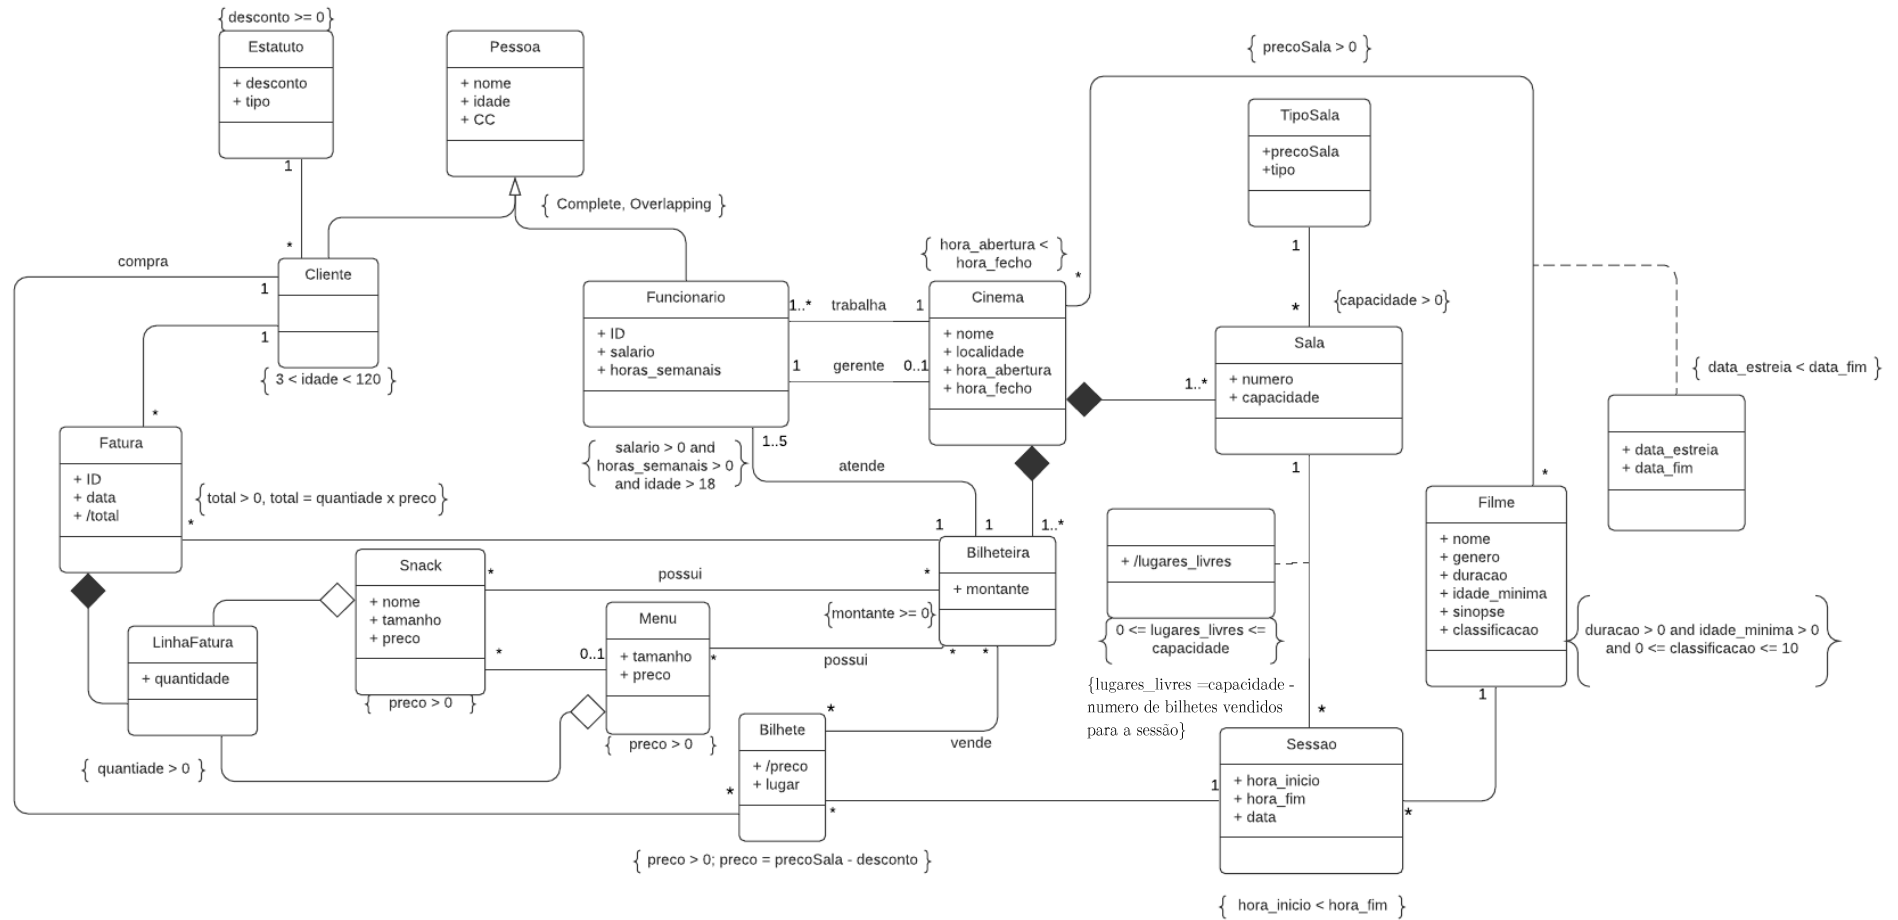 {desconto >= 0}
Estatuto
+ desconto
+ tipo
1
*
Pessoa
+ nome
+ idade
+ CC
{ Complete, Overlapping }
compra
Cliente
1
1
{ 3 < idade < 120 }
*
Fatura
+ ID
+ data
+ /total
{total > 0, total = quantiade x preco}
*
Funcionario
+ ID
+ salario
+ horas_semanais
1..* trabalha 1
1 gerente 0..1
{ salario > 0 and
horas_semanais > 0
and idade > 18 }
1..5
atende
{ hora_abertura <
hora_fecho }
*
Cinema
+ nome
+ localidade
+ hora_abertura
+ hora_fecho
{ precoSala > 0 }
TipoSala
+precoSala
+tipo
1
*
{capacidade > 0}
Sala
+ numero
+ capacidade
1..*
1
{ data_estreia < data_fim }
+ data_estreia
+ data_fim
*
Filme
+ nome
+ genero
+ duracao
+ idade_minima
+ sinopse
+ classificacao
{ duracao > 0 and idade_minima > 0
and 0 <= classificacao <= 10 }
1
1 1 1..*
Bilheteira
+ montante
{montante >= 0}
* possui *
Snack
+ nome
+ tamanho
+ preco
{ preco > 0 }
* 0..1
Menu
+ tamanho
+ preco
{ preco > 0 }
* possui * *
LinhaFatura
+ quantidade
{ quantiade > 0 }
+ /lugares_livres
{ 0 <= lugares_livres <=
capacidade }
{lugares_livres =capacidade -
numero de bilhetes vendidos
para a sessão}
*
vende
Bilhete
+ /preco
+ lugar
*
*
{ preco > 0; preco = precoSala - desconto }
*
Sessao
+ hora_inicio
+ hora_fim
+ data
1
*
{ hora_inicio < hora_fim }